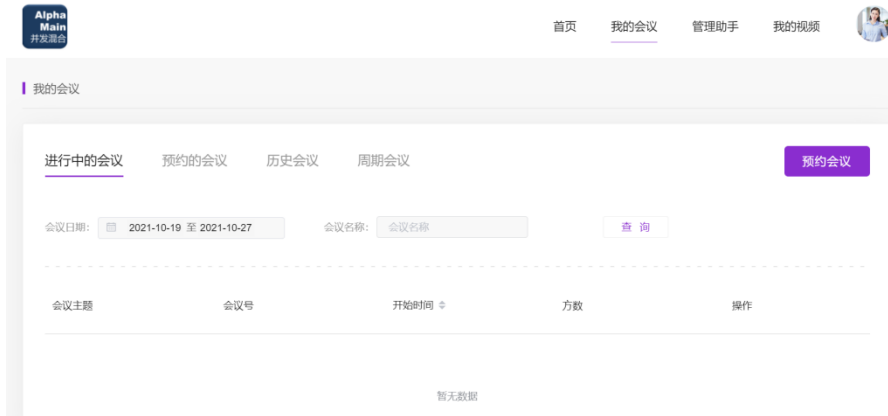 Alpha
Main
并发混合
首页 我的会议 管理助手 我的视频
我的会议
进行中的会议 预约的会议 历史会议 周期会议 预约会议
会议日期: 2021-10-19 至 2021-10-27 会议名称: 会议名称 查 询
会议主题 会议号 开始时间 方数 操作
暂无数据